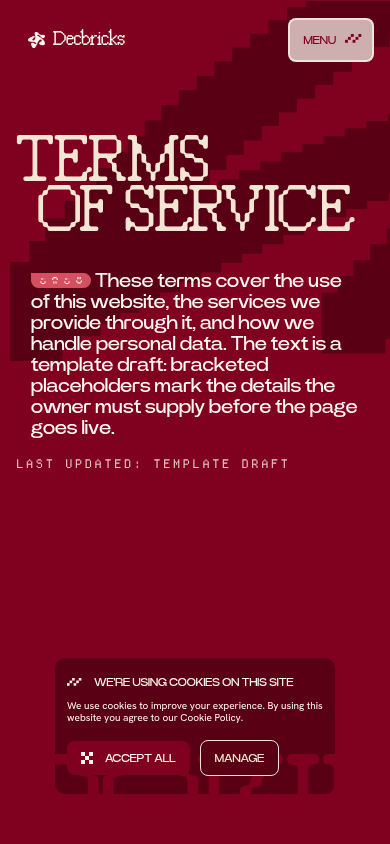 Decbricks
MENU
TERMS
OF SERVICE
These terms cover the use
of this website, the services we
provide through it, and how we
handle personal data. The text is a
template draft: bracketed
placeholders mark the details the
owner must supply before the page
goes live.
LAST UPDATED: TEMPLATE DRAFT
WE'RE USING COOKIES ON THIS SITE
We use cookies to improve your experience. By using this
website you agree to our Cookie Policy.
ACCEPT ALL
MANAGE